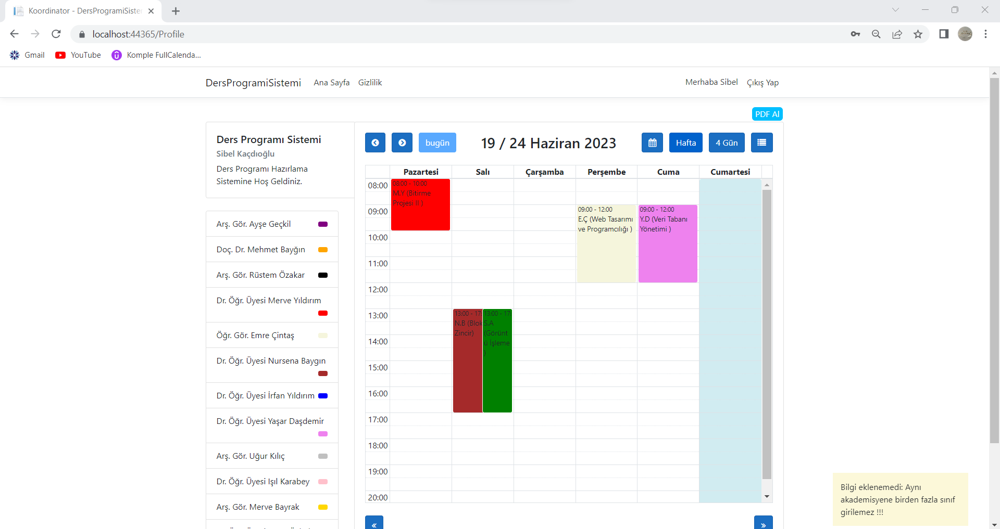 Koordinator - DersProgramiSister
localhost:44365/Profile
Gmail
YouTube
Komple FullCalenda...
DersProgramiSistemi
Ana Sayfa
Gizlilik
Merhaba Sibel
Çıkış Yap
PDF Al
Ders Programı Sistemi
Sibel Kaçdıoğlu
Ders Programı Hazırlama
Sistemine Hoş Geldiniz.
Arş. Gör. Ayşe Geçkil
Doç. Dr. Mehmet Bayğın
Arş. Gör. Rüstem Özakar
Dr. Öğr. Üyesi Merve Yıldırım
Öğr. Gör. Emre Çintaş
Dr. Öğr. Üyesi Nursena Baygın
Dr. Öğr. Üyesi İrfan Yıldırım
Dr. Öğr. Üyesi Yaşar Daşdemir
Arş. Gör. Uğur Kılıç
Dr. Öğr. Üyesi Işıl Karabey
Arş. Gör. Merve Bayrak
bugün
19 / 24 Haziran 2023
Hafta
4 Gün
Pazartesi
Salı
Çarşamba
Perşembe
Cuma
Cumartesi
08:00
09:00
10:00
11:00
12:00
13:00
14:00
15:00
16:00
17:00
18:00
19:00
20:00
08:00 - 10:00
M.Y (Bitirme
Projesi II )
13:00 - 17:
N.B (Blok
Zincir)
13:00 - 17:
S.A
(Görünt
ü İşleme
)
09:00 - 12:00
E.Ç (Web Tasarımı
ve Programcılığı )
09:00 - 12:00
Y.D (Veri Tabanı
Yönetimi )
«
»
Bilgi eklenemedi: Aynı
akademisyene birden fazla sınıf
girilemez !!!